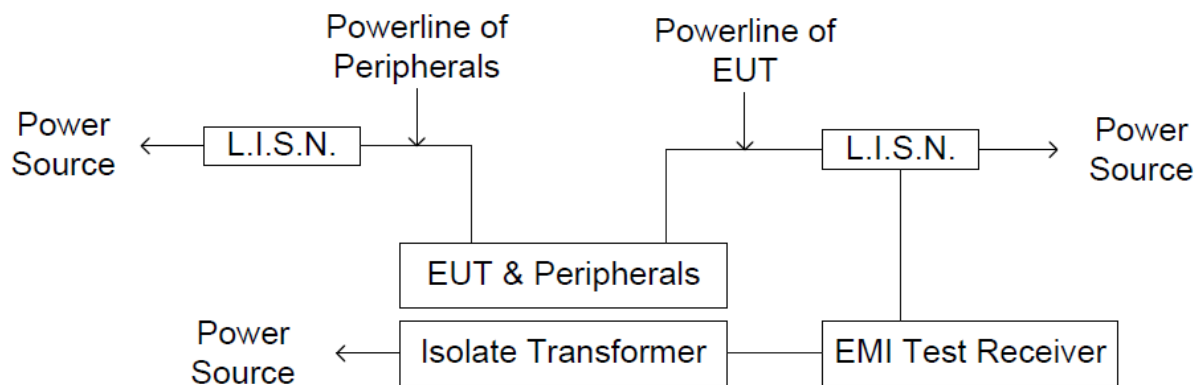 Powerline of
Peripherals
Powerline of
EUT
Power
Source
L.I.S.N.
L.I.S.N.
Power
Source
EUT & Peripherals
Power
Source
Isolate Transformer
EMI Test Receiver